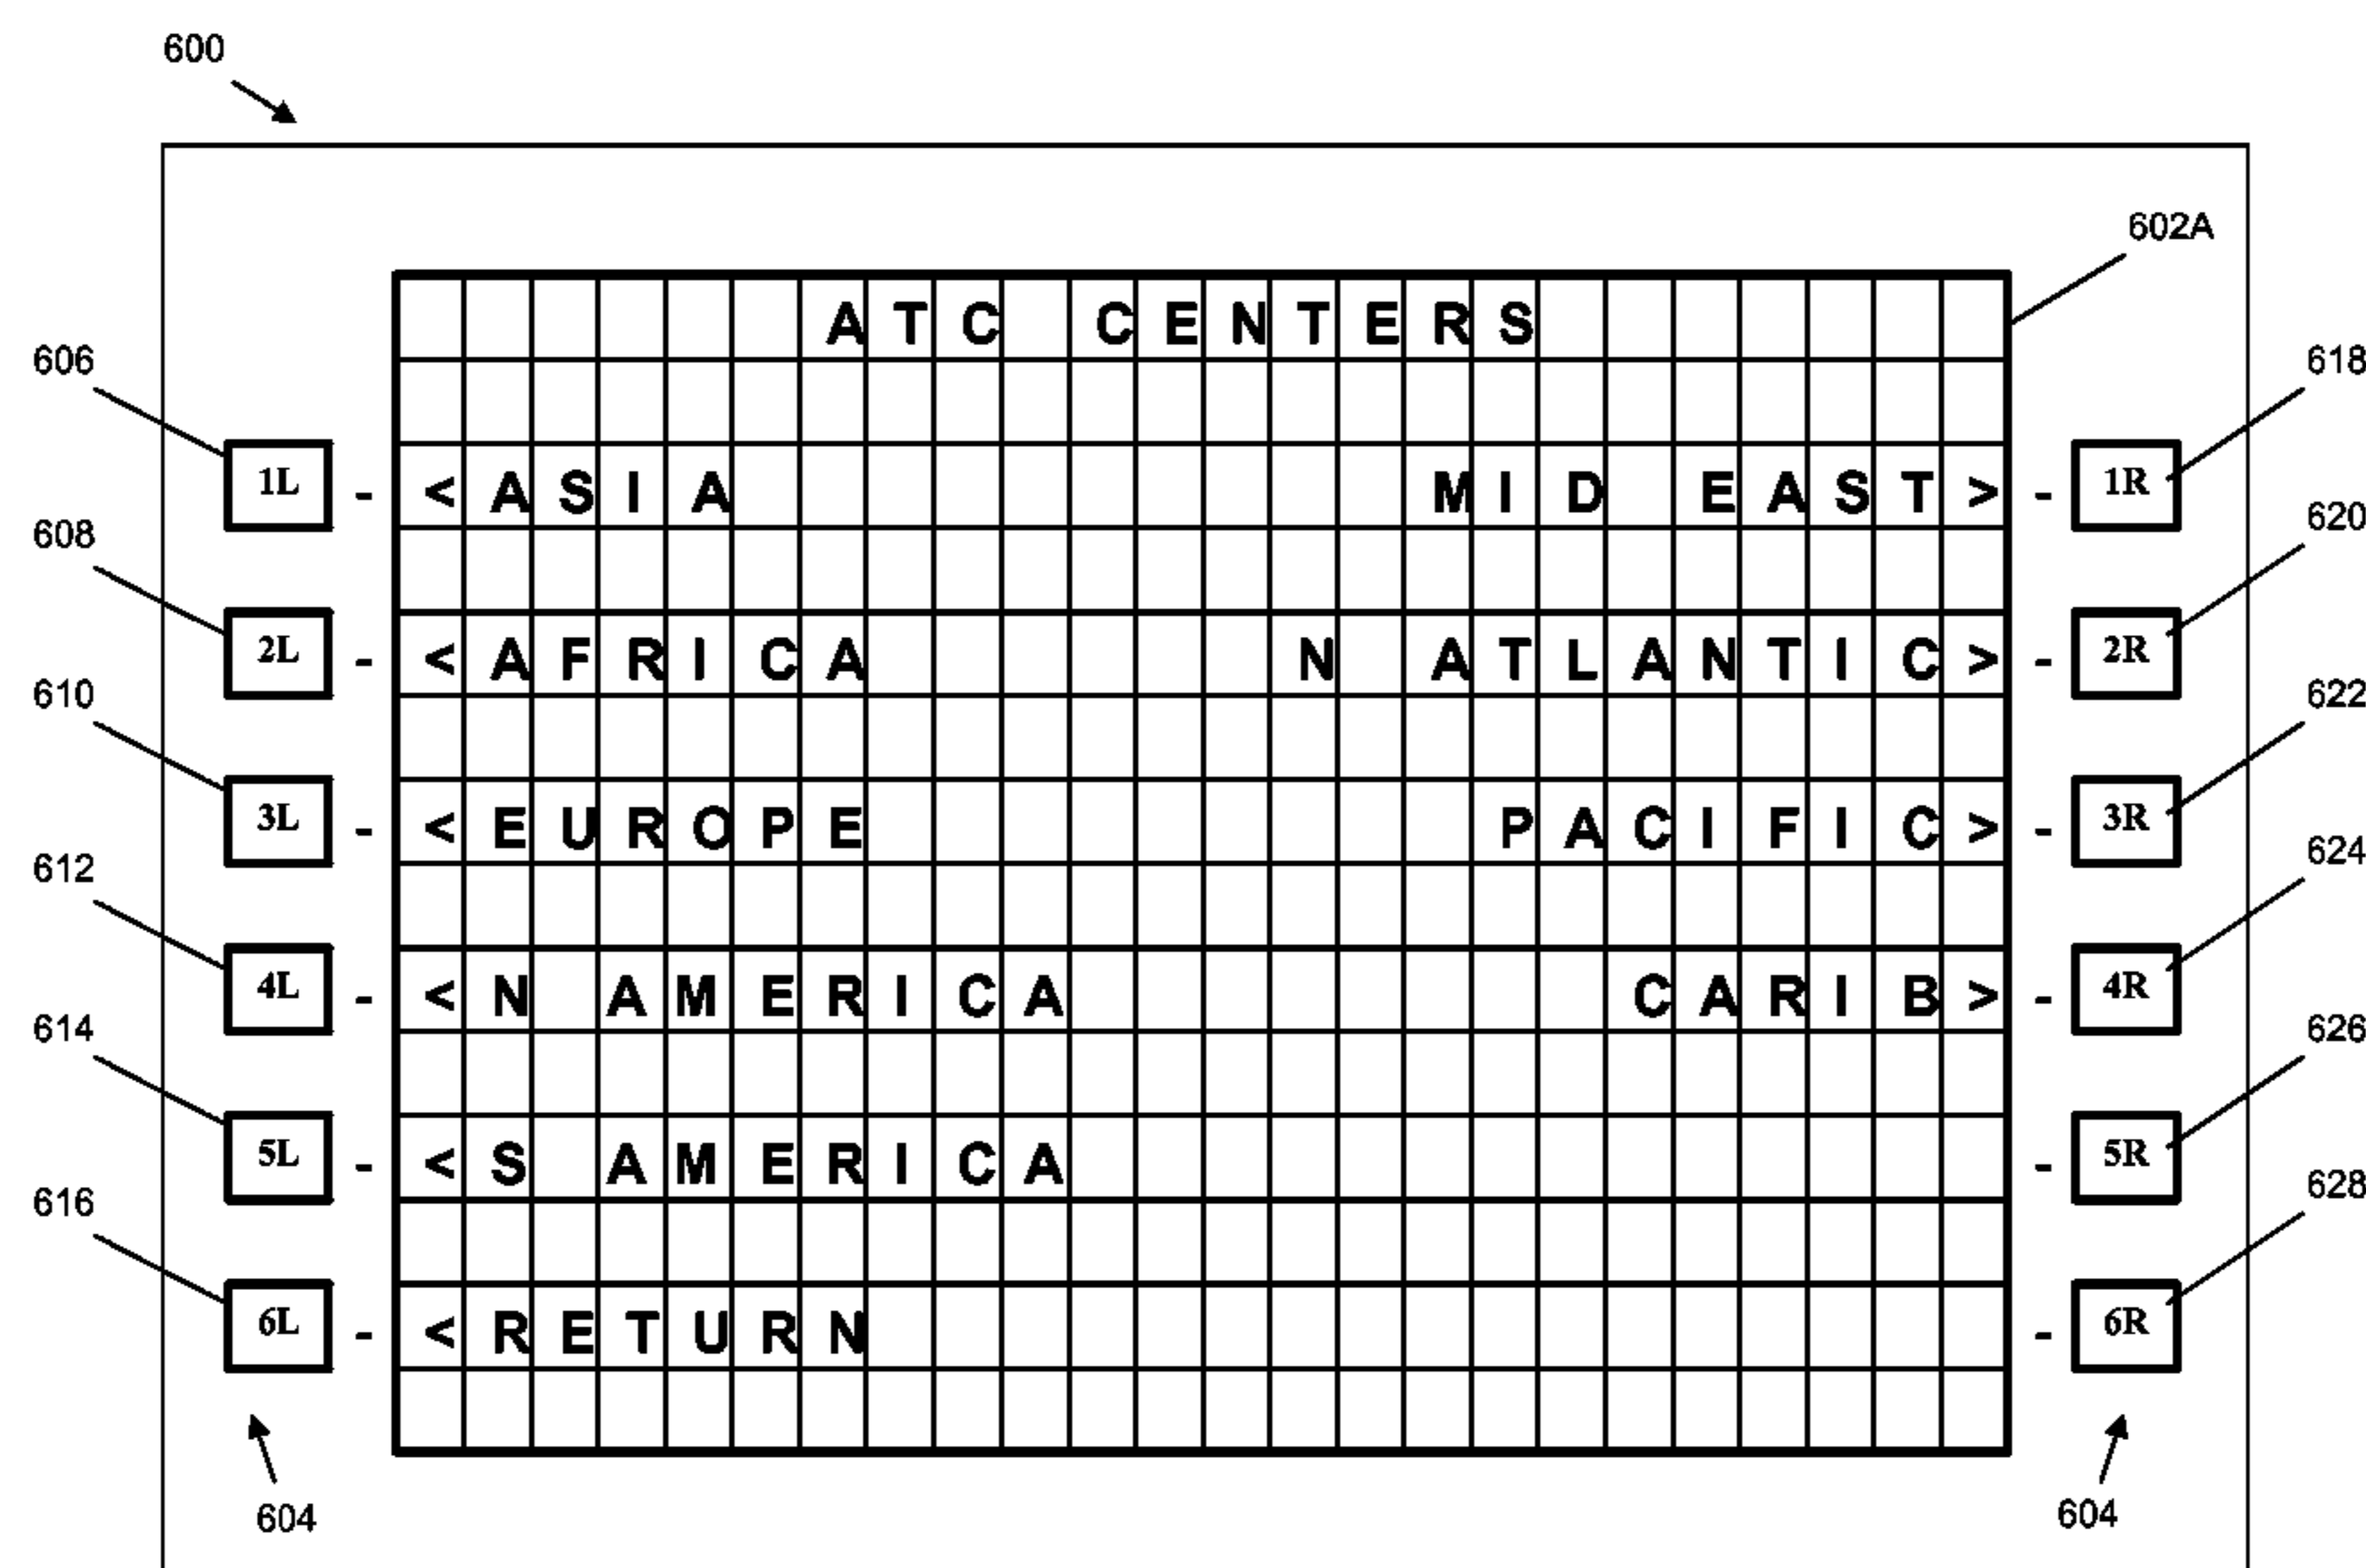 600
602A
ATC CENTERS
606 618
1L - <ASIA MID EAST> - 1R
608 620
2L - <AFRICA N ATLANTIC> - 2R
610 622
3L - <EUROPE PACIFIC> - 3R
612 624
4L - <N AMERICA CARIB> - 4R
614 626
5L - <S AMERICA - 5R
616 628
6L - <RETURN - 6R
604 604